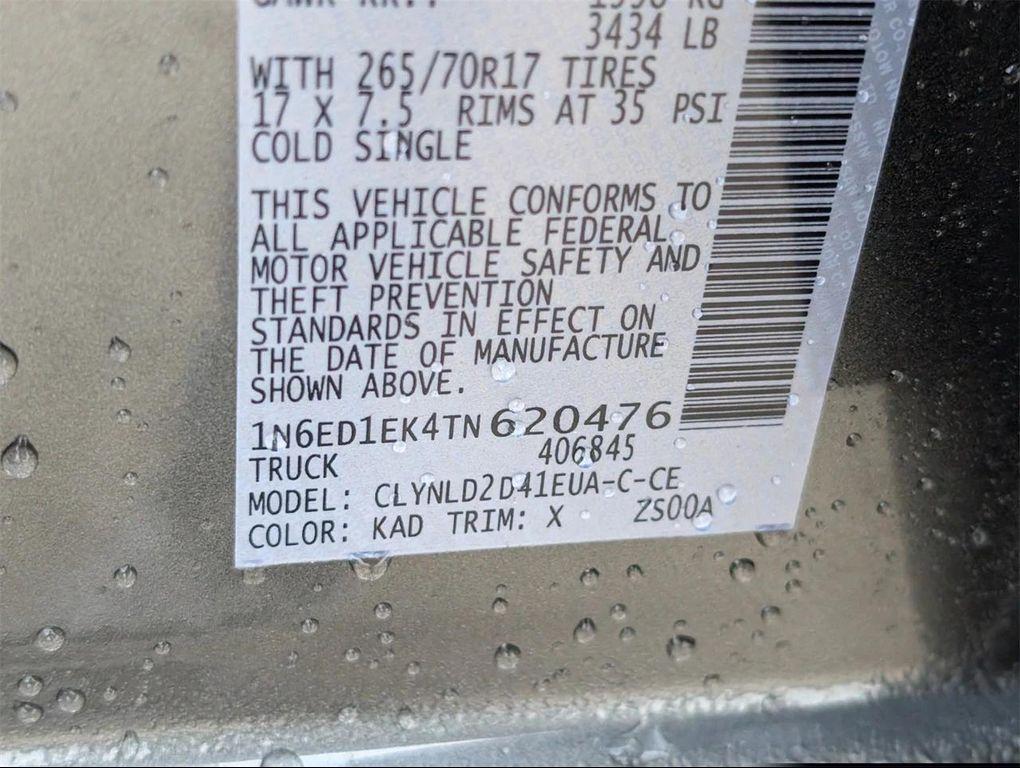 3434 LB
WITH 265/70R17 TIRES
17 X 7.5 RIMS AT 35 PSI
COLD SINGLE
THIS VEHICLE CONFORMS TO
ALL APPLICABLE FEDERAL
MOTOR VEHICLE SAFETY AND
THEFT PREVENTION
STANDARDS IN EFFECT ON
THE DATE OF MANUFACTURE
SHOWN ABOVE.
1N6ED1EK4TN620476
TRUCK 406845
MODEL: CLYNLD2D41EUA-C-CE
COLOR: KAD TRIM: X ZS00A